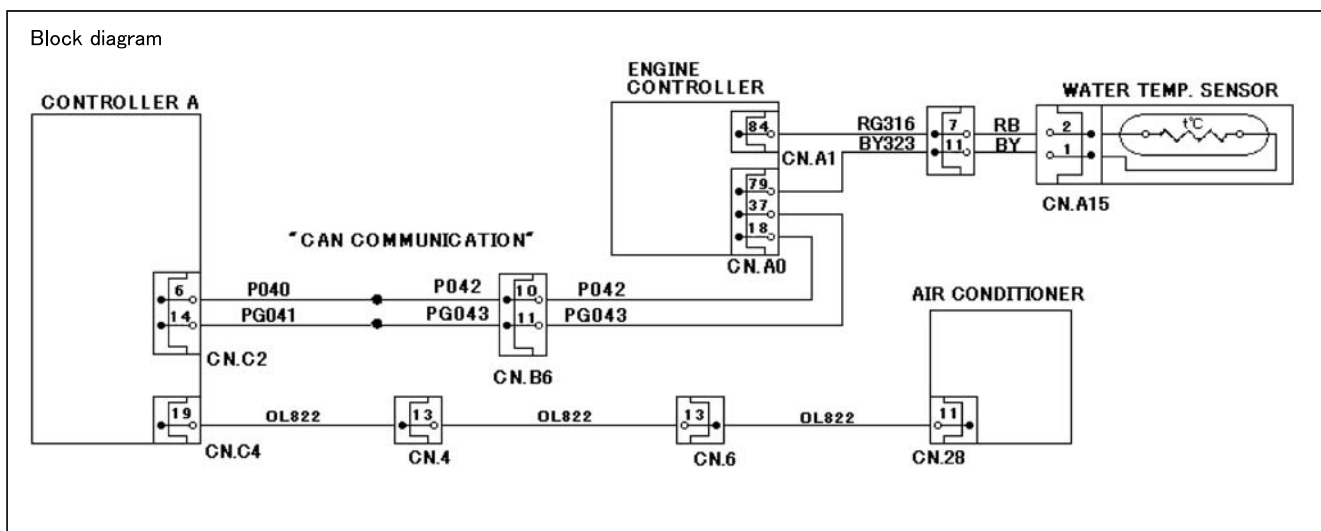 Block diagram
ENGINE
CONTROLLER
CONTROLLER A
WATER TEMP. SENSOR
84
RG316
7
RB
2
t℃
BY323
11
BY
1
CN.A1
79
37
18
CN.A15
"CAN COMMUNICATION"
CN.A0
6
P040
P042
10
P042
AIR CONDITIONER
14
PG041
PG043
11
PG043
CN.C2
CN.B6
19
OL822
13
OL822
13
OL822
11
CN.C4
CN.4
CN.6
CN.28